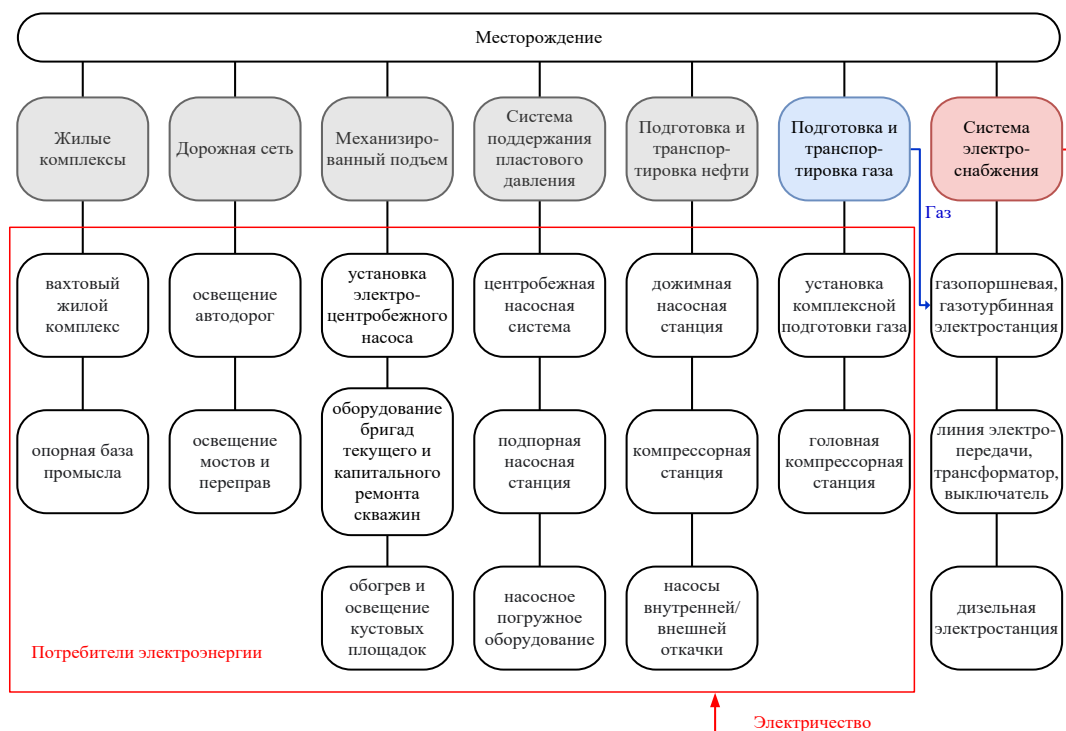 Месторождение
Жилые
комплексы
Дорожная сеть
Механизиро-
ванный подъем
Система
поддержания
пластового
давления
Подготовка и
транспор-
тировка нефти
Подготовка и
транспор-
тировка газа
Система
электро-
снабжения
Газ
вахтовый
жилой
комплекс
освещение
автодорог
установка
электро-
центробежного
насоса
центробежная
насосная
система
дожимная
насосная
станция
установка
комплексной
подготовки газа
газопоршневая,
газотурбинная
электростанция
опорная база
промысла
освещение
мостов и
переправ
оборудование
бригад
текущего и
капитального
ремонта
скважин
подпорная
насосная
станция
компрессорная
станция
головная
компрессорная
станция
линия электро-
передачи,
трансформатор,
выключатель
обогрев и
освещение
кустовых
площадок
насосное
погружное
оборудование
насосы
внутренней/
внешней
откачки
дизельная
электростанция
Потребители электроэнергии
Электричество